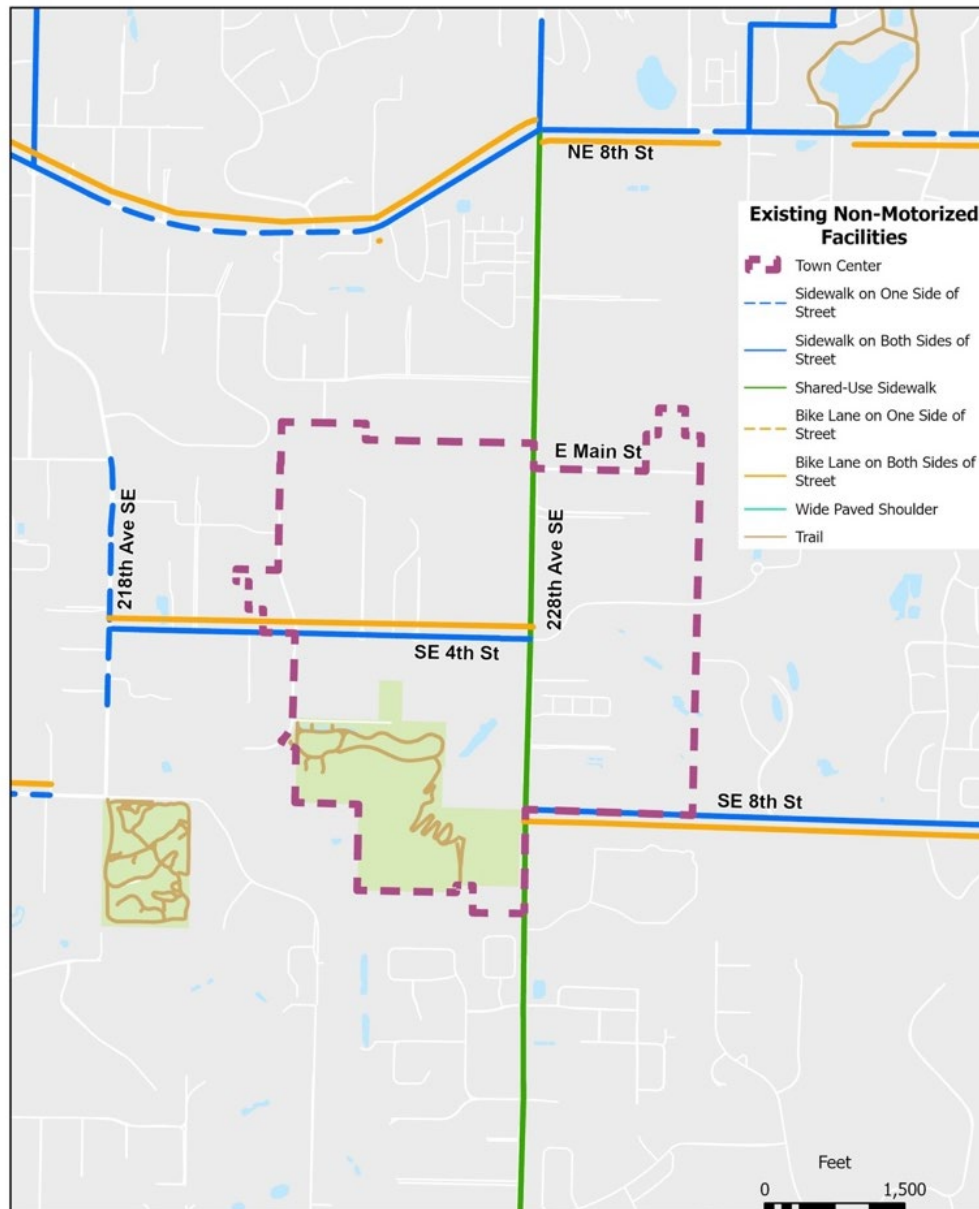 NE 8th St
Existing Non-Motorized
Facilities
Town Center
Sidewalk on One Side of
Street
Sidewalk on Both Sides of
Street
Shared-Use Sidewalk
Bike Lane on One Side of
Street
Bike Lane on Both Sides of
Street
Wide Paved Shoulder
Trail
E Main St
218th Ave SE
228th Ave SE
SE 4th St
SE 8th St
Feet
0 1,500